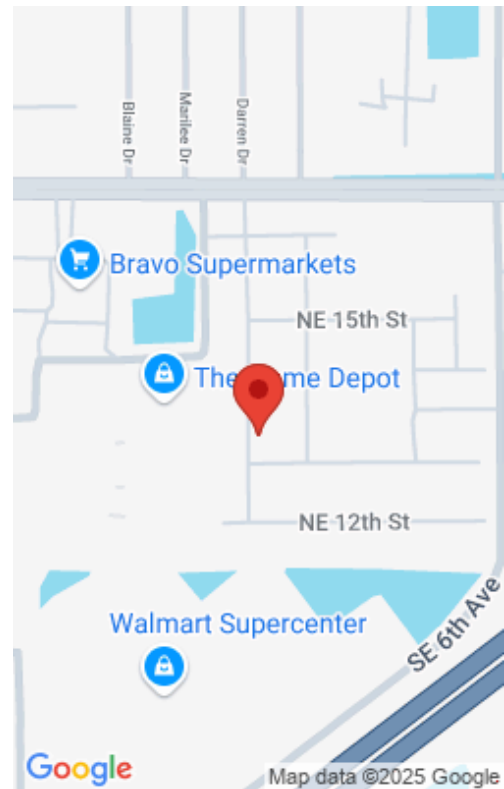 Blaine Dr
Marilee Dr
Darren Dr
Bravo Supermarkets
NE 15th St
The Home Depot
NE 12th St
SE 6th Ave
Walmart Supercenter
Google
Map data ©2025 Google